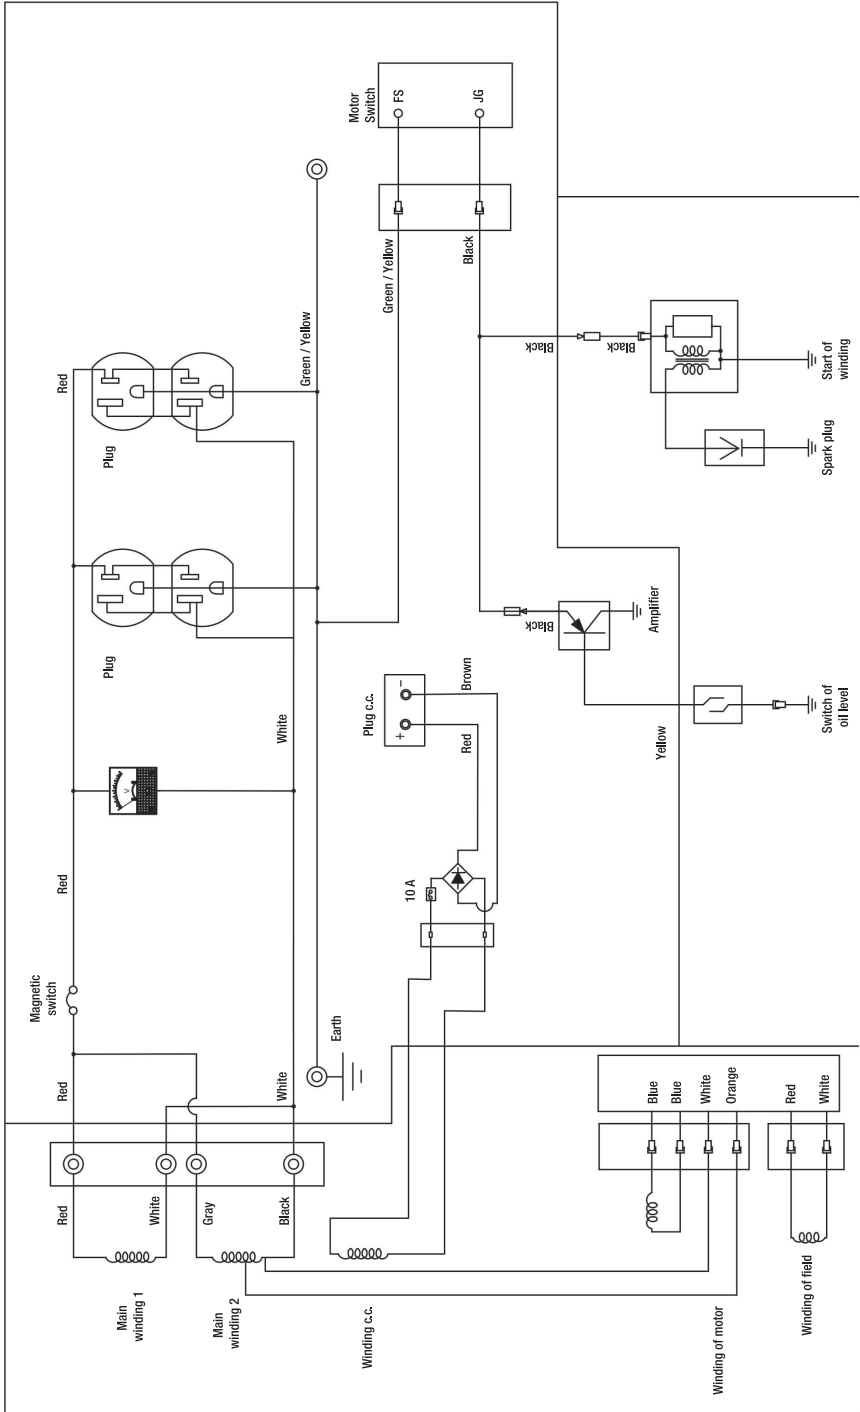 Red
Red
Red
Red
Magnetic
switch
Plug
Plug
V
Main
winding 1
White
Gray
Main
winding 2
Black
White
White
Earth
Green / Yellow
Winding c.c.
Plug c.c.
+
-
10 A
Red
Brown
Green / Yellow
Black
Motor
Switch
FS
JG
Black
Black
Black
Amplifier
Yellow
Blue
Blue
White
Orange
Red
White
Winding of motor
Winding of field
Switch of
oil level
Spark plug
Start of
winding